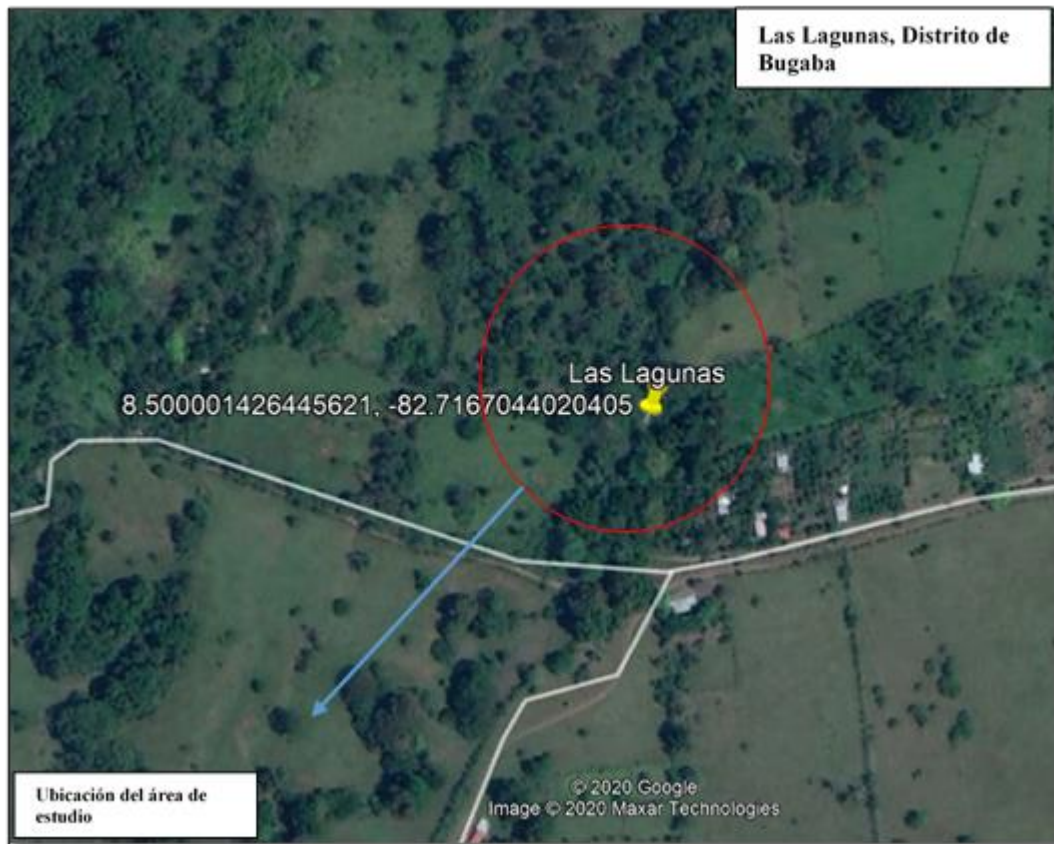 Las Lagunas, Distrito de
Bugaba
Las Lagunas
8.500001426445621, -82.7167044020405
© 2020 Google
Image © 2020 Maxar Technologies
Ubicación del área de
estudio